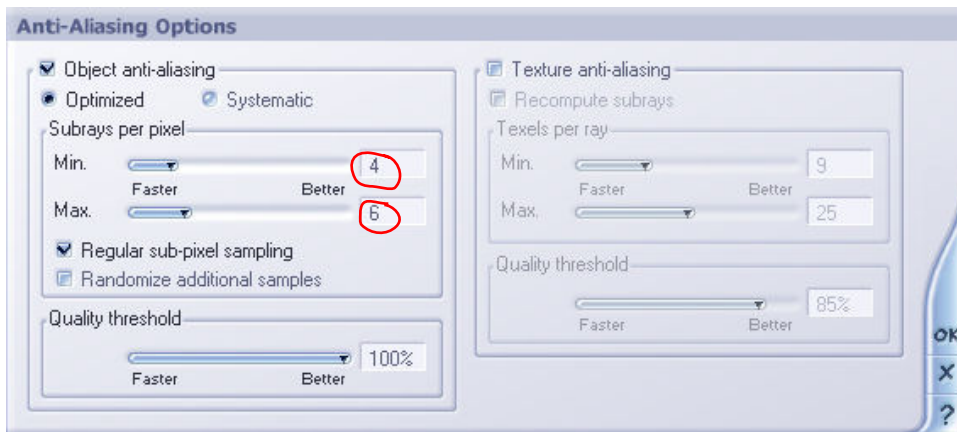 Anti-Aliasing Options
Object anti-aliasing
Optimized Systematic
Subrays per pixel
Min. 4
Faster Better
Max. 6
Regular sub-pixel sampling
Randomize additional samples
Quality threshold
100%
Faster Better
Texture anti-aliasing
Recompute subrays
Texels per ray
Min. 9
Faster Better
Max. 25
Quality threshold
85%
Faster Better
OK
X
?